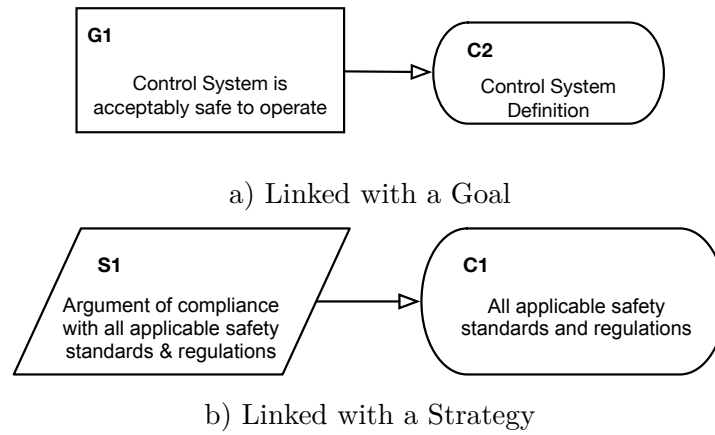 G1
Control System is
acceptably safe to operate
C2
Control System
Definition
a) Linked with a Goal
S1
Argument of compliance
with all applicable safety
standards & regulations
C1
All applicable safety
standards and regulations
b) Linked with a Strategy